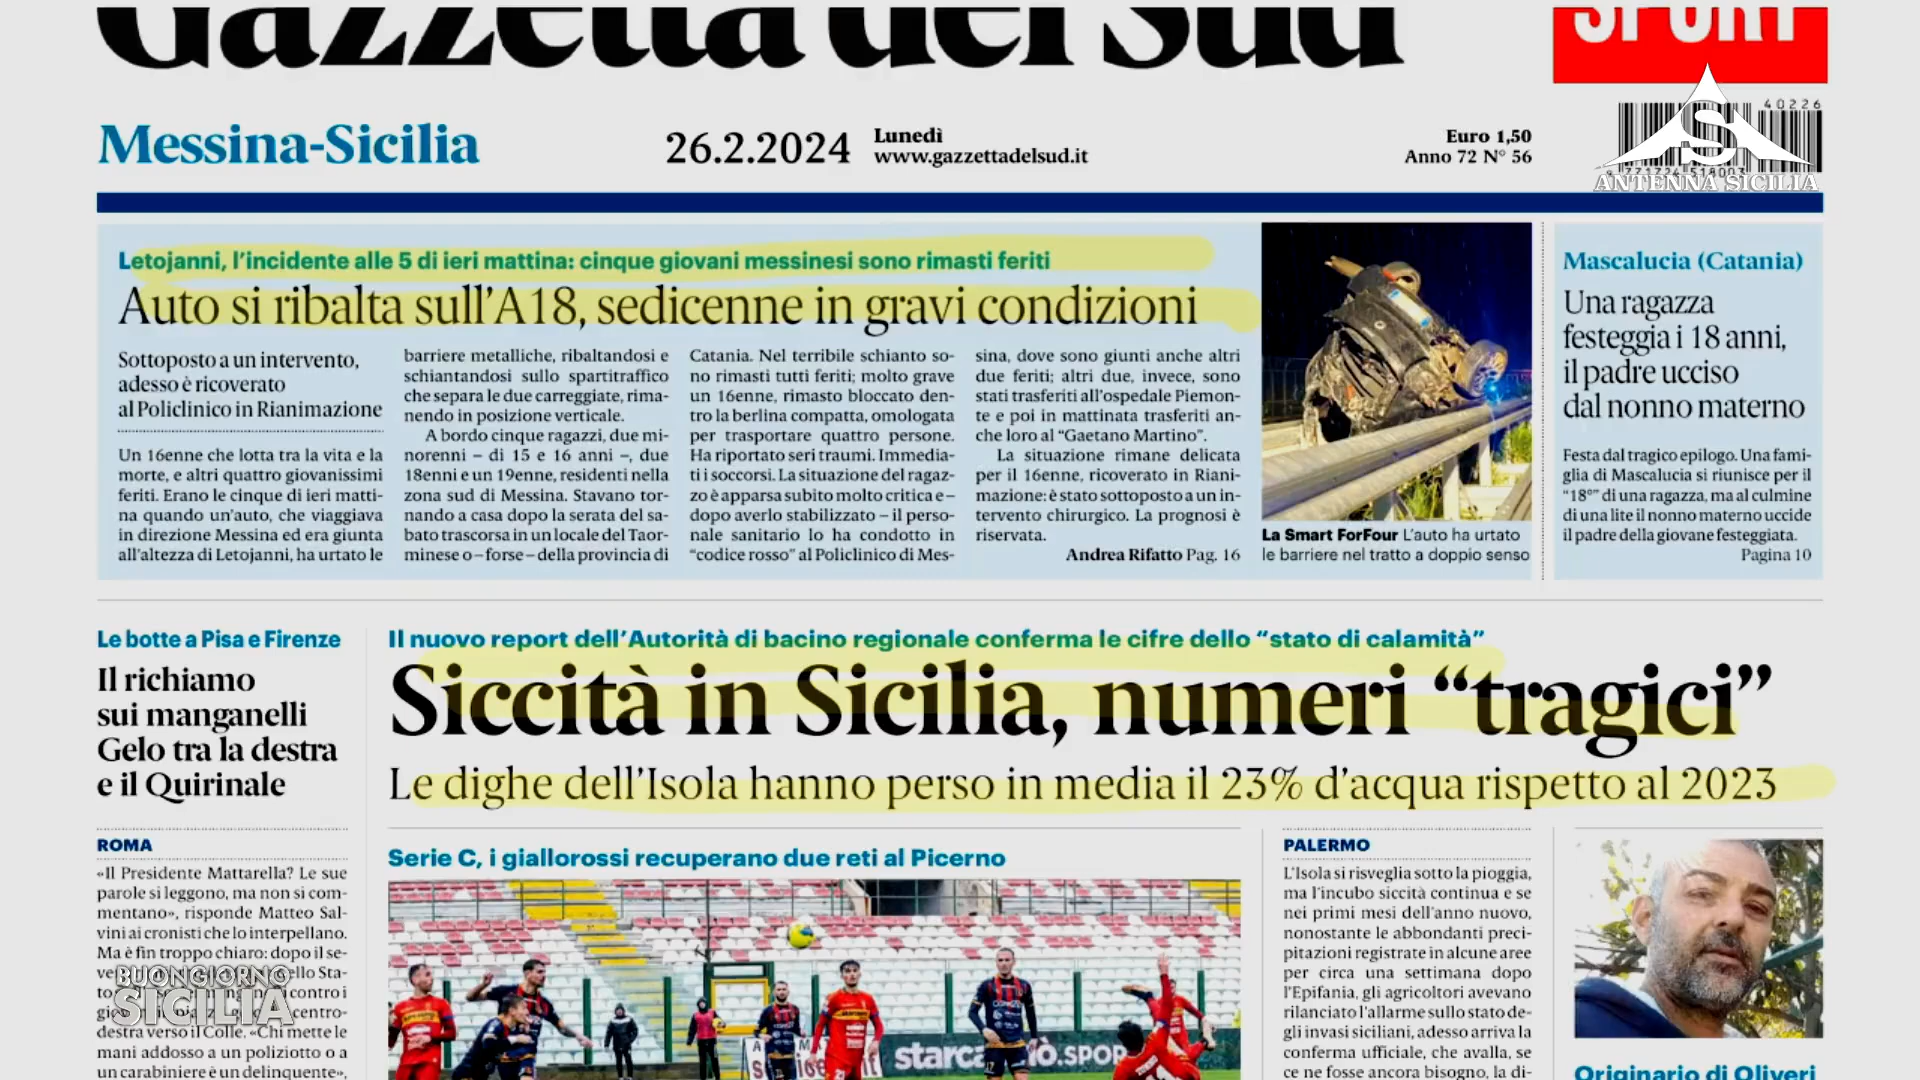 Gazzetta del Sud
SPORT
Messina-Sicilia
26.2.2024
Lunedì
www.gazzettadelsud.it
Euro 1,50
Anno 72 N° 56
40226
ANTENNA SICILIA
Letojanni, l'incidente alle 5 di ieri mattina: cinque giovani messinesi sono rimasti feriti
Auto si ribalta sull'A18, sedicenne in gravi condizioni
Sottoposto a un intervento,
adesso è ricoverato
al Policlinico in Rianimazione
Un 16enne che lotta tra la vita e la
morte, e altri quattro giovanissimi
feriti. Erano le cinque di ieri matti-
na quando un'auto, che viaggiava
in direzione Messina ed era giunta
all'altezza di Letojanni, ha urtato le
barriere metalliche, ribaltandosi e
schiantandosi sullo spartitraffico
che separa le due carreggiate, rima-
nendo in posizione verticale.
A bordo cinque ragazzi, due mi-
norenni – di 15 e 16 anni –, due
18enni e un 19enne, residenti nella
zona sud di Messina. Stavano tor-
nando a casa dopo la serata del sa-
bato trascorsa in un locale del Taor-
minese o – forse – della provincia di
Catania. Nel terribile schianto so-
no rimasti tutti feriti; molto grave
un 16enne, rimasto bloccato den-
tro la berlina compatta, omologata
per trasportare quattro persone.
Ha riportato seri traumi. Immedia-
ti i soccorsi. La situazione del ragaz-
zo è apparsa subito molto critica e –
dopo averlo stabilizzato – il perso-
nale sanitario lo ha condotto in
"codice rosso" al Policlinico di Mes-
sina, dove sono giunti anche altri
due feriti; altri due, invece, sono
stati trasferiti all'ospedale Piemon-
te e poi in mattinata trasferiti an-
che loro al "Gaetano Martino".
La situazione rimane delicata
per il 16enne, ricoverato in Riani-
mazione: è stato sottoposto a un in-
tervento chirurgico. La prognosi è
riservata.
Andrea Rifatto Pag. 16
La Smart ForFour L'auto ha urtato
le barriere nel tratto a doppio senso
Mascalucia (Catania)
Una ragazza
festeggia i 18 anni,
il padre ucciso
dal nonno materno
Festa dal tragico epilogo. Una fami-
glia di Mascalucia si riunisce per il
"18°" di una ragazza, ma al culmine
di una lite il nonno materno uccide
il padre della giovane festeggiata.
Pagina 10
Le botte a Pisa e Firenze
Il richiamo
sui manganelli
Gelo tra la destra
e il Quirinale
ROMA
«Il Presidente Mattarella? Le sue
parole si leggono, ma non si com-
mentano», risponde Matteo Sal-
vini ai cronisti che lo interpellano.
Ma è fin troppo chiaro: dopo il se-
ello Sta-
contro i
centro-
destra verso il Colle. «Chi mette le
mani addosso a un poliziotto o a
un carabiniere è un delinquente»,
BUONGIORNO
SICILIA
Il nuovo report dell'Autorità di bacino regionale conferma le cifre dello "stato di calamità"
Siccità in Sicilia, numeri "tragici"
Le dighe dell'Isola hanno perso in media il 23% d'acqua rispetto al 2023
Serie C, i giallorossi recuperano due reti al Picerno
PALERMO
L'Isola si risveglia sotto la pioggia,
ma l'incubo siccità continua e se
nei primi mesi dell'anno nuovo,
nonostante le abbondanti preci-
pitazioni registrate in alcune aree
per circa una settimana dopo
l'Epifania, gli agricoltori avevano
rilanciato l'allarme sullo stato de-
gli invasi siciliani, adesso arriva la
conferma ufficiale, che avalla, se
ce ne fosse ancora bisogno, la di-
Originario di Oliveri